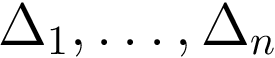 Δ₁, . . . , Δₙ